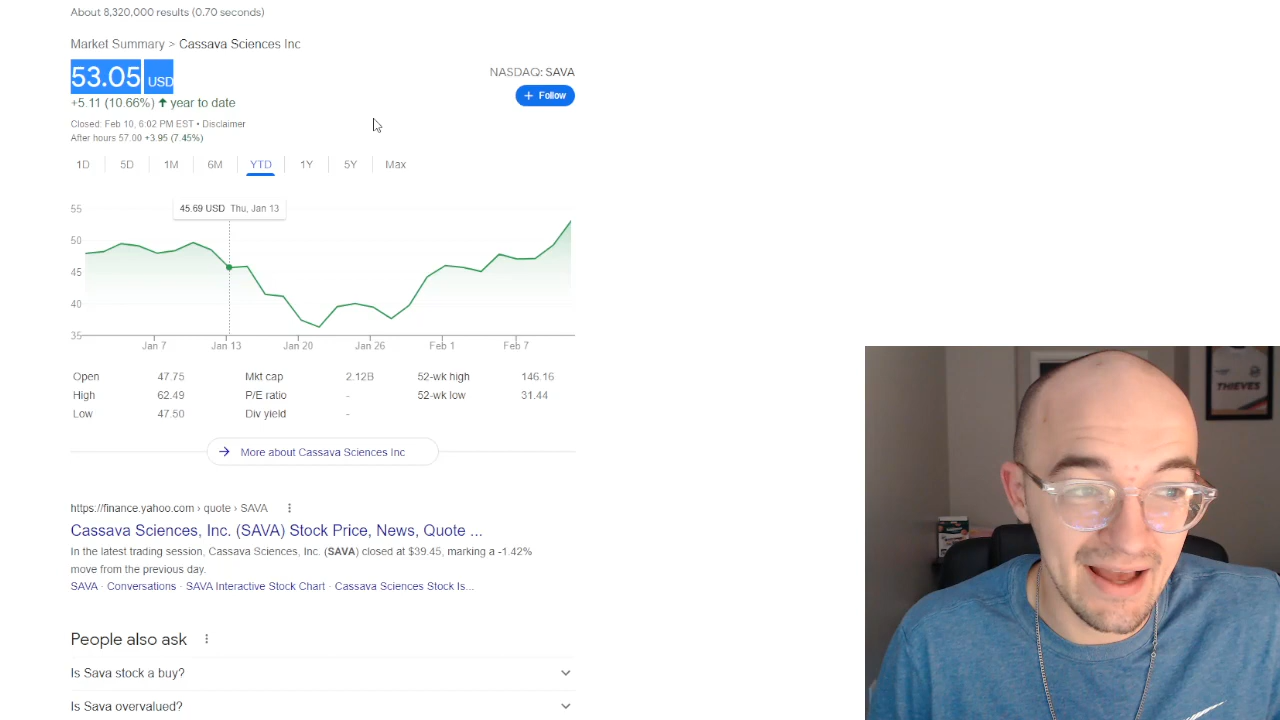 About 8,320,000 results (0.70 seconds)
Market Summary > Cassava Sciences Inc
53.05 USD
NASDAQ: SAVA
+5.11 (10.66%) ↑ year to date
+ Follow
Closed: Feb 10, 6:02 PM EST • Disclaimer
After hours 57.00 +3.95 (7.45%)
1D 5D 1M 6M YTD 1Y 5Y Max
45.69 USD Thu, Jan 13
55
50
45
40
35
Jan 7 Jan 13 Jan 20 Jan 26 Feb 1 Feb 7
Open 47.75 Mkt cap 2.12B 52-wk high 146.16
High 62.49 P/E ratio - 52-wk low 31.44
Low 47.50 Div yield -
→ More about Cassava Sciences Inc
https://finance.yahoo.com › quote › SAVA
Cassava Sciences, Inc. (SAVA) Stock Price, News, Quote ...
In the latest trading session, Cassava Sciences, Inc. (SAVA) closed at $39.45, marking a -1.42%
move from the previous day.
SAVA · Conversations · SAVA Interactive Stock Chart · Cassava Sciences Stock Is...
People also ask
Is Sava stock a buy?
Is Sava overvalued?
THIEVES